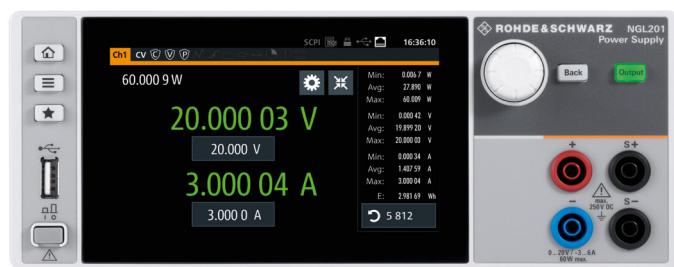 SCPI 16:36:10
Ch1 CV C V P
60.000 9 W
20.000 03 V
20.000 V
3.000 04 A
3.000 0 A
Min: 0.006 7 W
Avg: 27.890 W
Max: 60.009 W
Min: 0.000 42 V
Avg: 19.899 20 V
Max: 20.000 03 V
Min: 0.000 34 A
Avg: 1.407 59 A
Max: 3.000 04 A
E: 2.981 69 Wh
5 812
ROHDE&SCHWARZ NGL201
Power Supply
Back
Output
+ S+
max.
250 V DC
- S-
0...20V / -3...6A
60W max.